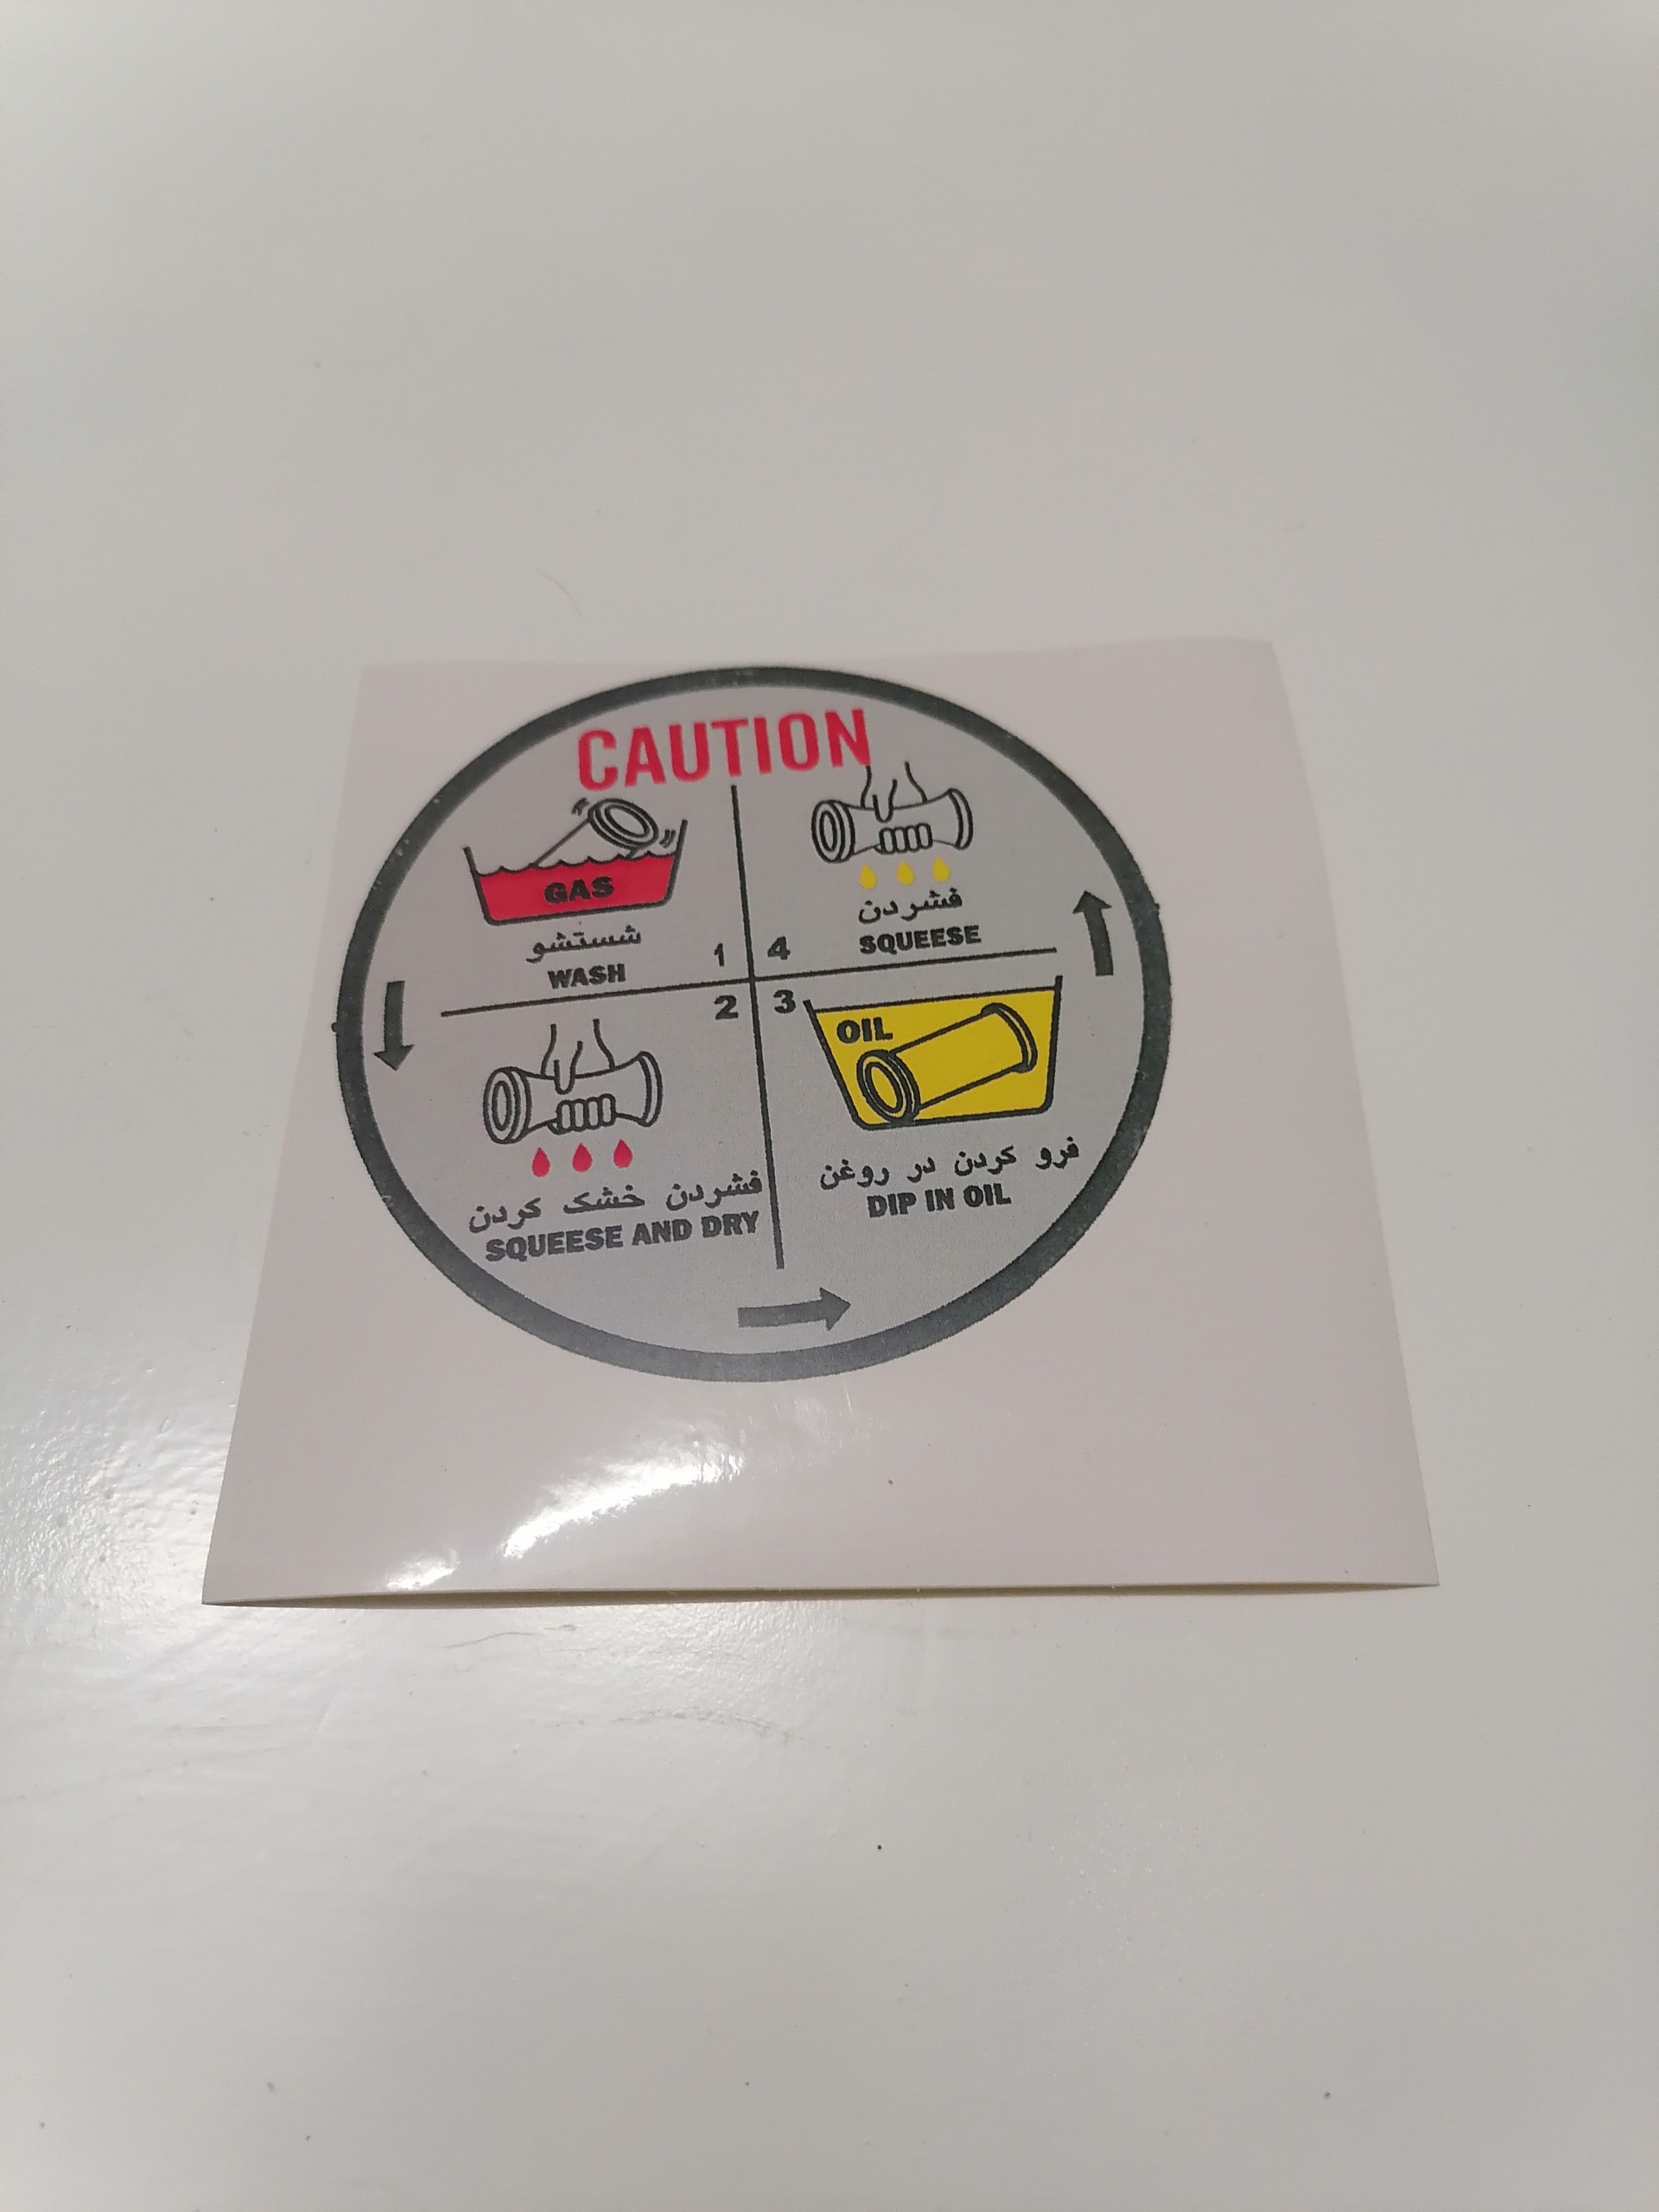 CAUTION
GAS
شستشو
WASH
1
2
فشردن خشک کردن
SQUEESE AND DRY
3
OIL
فرو کردن در روغن
DIP IN OIL
4
فشردن
SQUEESE